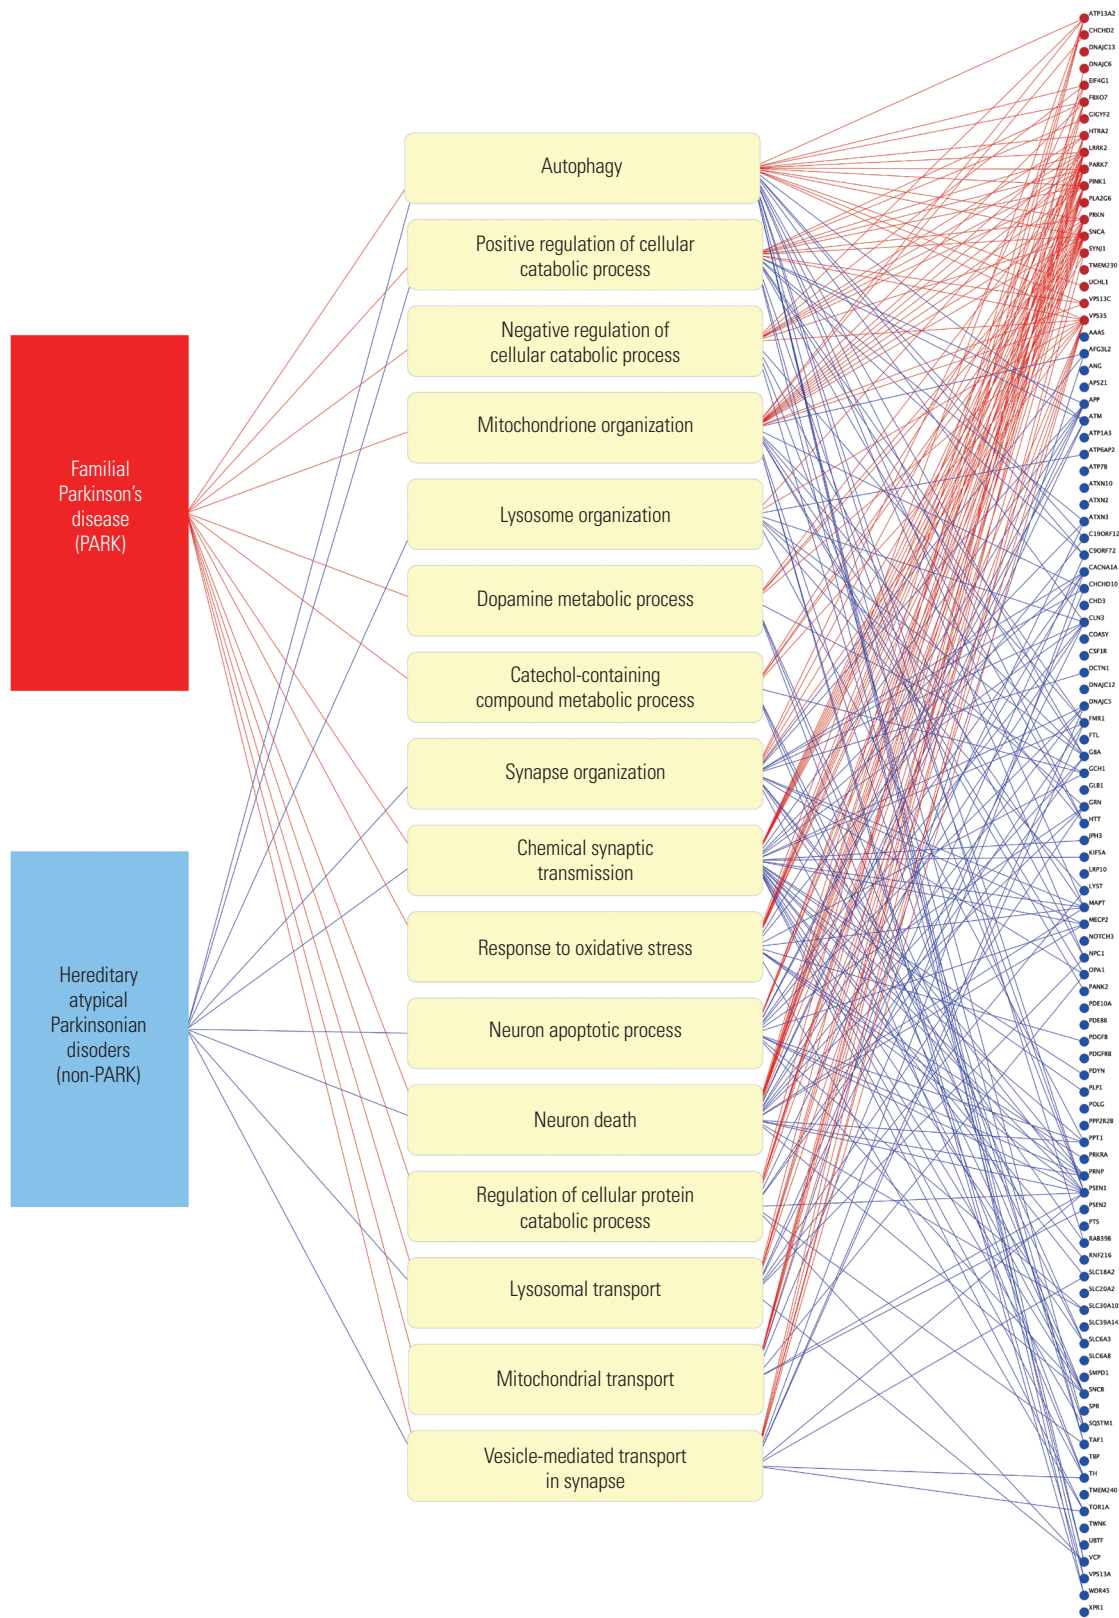 Familial
Parkinson's
disease
(PARK)
Hereditary
atypical
Parkinsonian
disoders
(non-PARK)
Autophagy
Positive regulation of cellular
catabolic process
Negative regulation of
cellular catabolic process
Mitochondrione organization
Lysosome organization
Dopamine metabolic process
Catechol-containing
compound metabolic process
Synapse organization
Chemical synaptic
transmission
Response to oxidative stress
Neuron apoptotic process
Neuron death
Regulation of cellular protein
catabolic process
Lysosomal transport
Mitochondrial transport
Vesicle-mediated transport
in synapse
ATP13A2
CHCHD2
DNAJC13
DNAJC6
EIF4G1
FBXO7
GIGYF2
HTRA2
LRRK2
PARK7
PINK1
PLA2G6
PRKN
SNCA
SYNJ1
TMEM230
UCHL1
VPS13C
VPS35
AAAS
AFG3L2
ANG
AP5Z1
APP
ATM
ATP1A3
ATP6AP2
ATP7B
ATXN10
ATXN2
ATXN3
C19ORF12
C9ORF72
CACNA1A
CHCHD10
CHD3
CLN3
COASY
CSF1R
DCTN1
DNAJC12
DNAJC5
FMR1
FTL
GBA
GCH1
GLB1
GRN
HTT
JPH3
KIF5A
LRP10
LYST
MAPT
MECP2
NOTCH3
NPC1
OPA1
PANK2
PDE10A
PDE8B
PDGFB
PDGFRB
PDYN
PLP1
POLG
PPP2R2B
PPT1
PRKRA
PRNP
PSEN1
PSEN2
PTS
RAB39B
RNF216
SLC18A2
SLC20A2
SLC30A10
SLC39A14
SLC6A3
SLC6A8
SMPD1
SNCB
SPR
SQSTM1
TAF1
TBP
TH
TMEM240
TOR1A
TWNK
UBTF
VCP
VPS13A
WDR45
XPR1